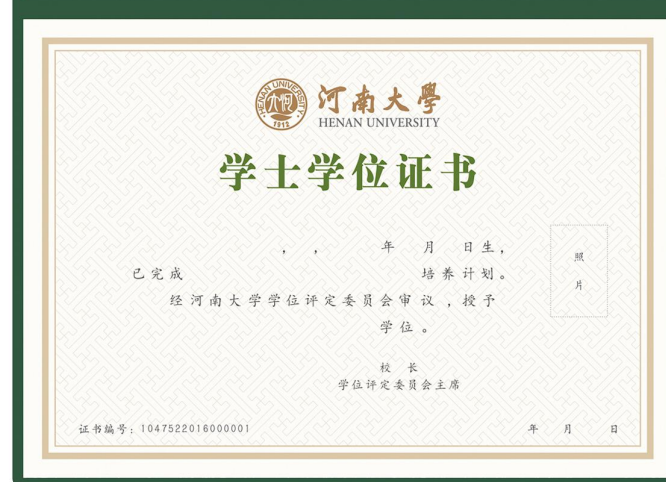 HENAN UNIVERSITY
1912
河南大學
HENAN UNIVERSITY
学士学位证书
， ， 年 月 日生，
已完成 培养计划。
照
片
经河南大学学位评定委员会审议，授予
学位。
校 长
学位评定委员会主席
证书编号：1047522016000001
年 月 日